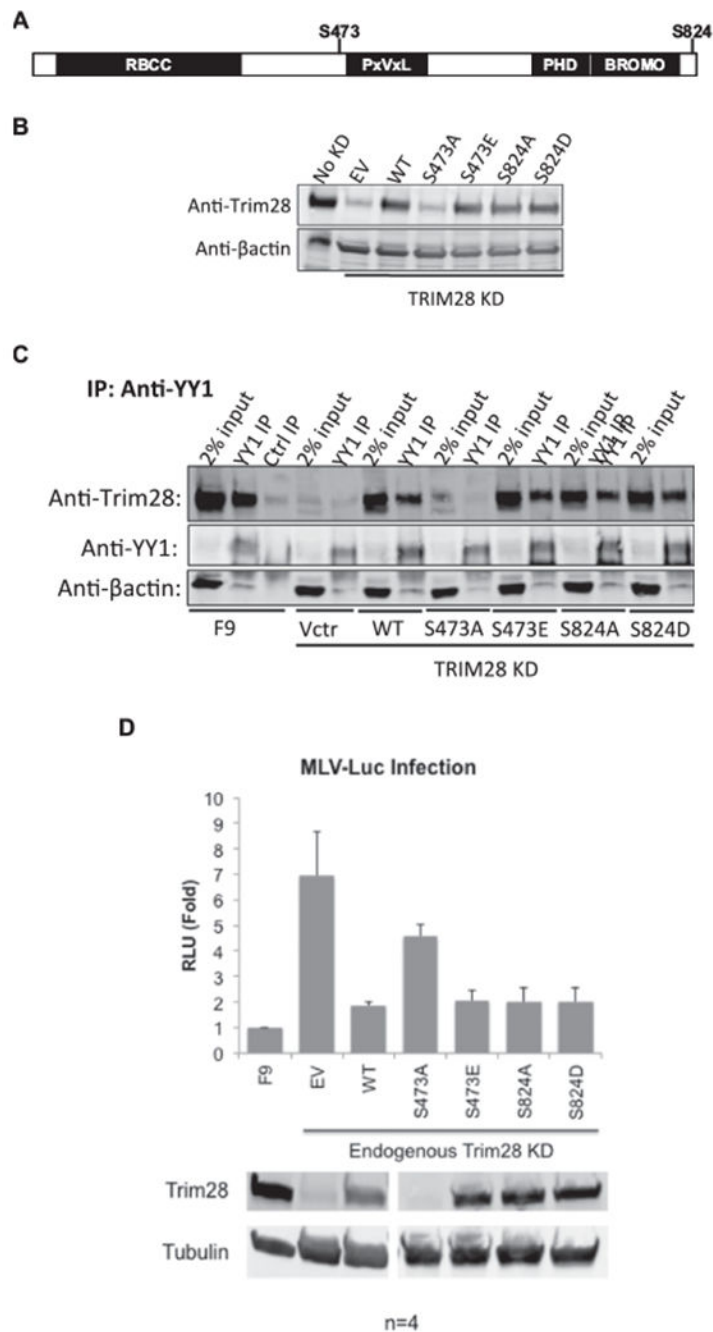 A
S473 S824
RBCC PxVxL PHD BROMO
B
No KD EV WT S473A S473E S824A S824D
Anti-Trim28
Anti-βactin
TRIM28 KD
C
IP: Anti-YY1
2% input YY1 IP Ctrl IP 2% input YY1 IP 2% input YY1 IP 2% input YY1 IP 2% input YY1 IP 2% input YY1 IP 2% input YY1 IP
Anti-Trim28:
Anti-YY1:
Anti-βactin:
F9 Vctr WT S473A S473E S824A S824D
TRIM28 KD
D
MLV-Luc Infection
RLU (Fold)
10
9
8
7
6
5
4
3
2
1
0
F9 EV WT S473A S473E S824A S824D
Endogenous Trim28 KD
Trim28
Tubulin
n=4